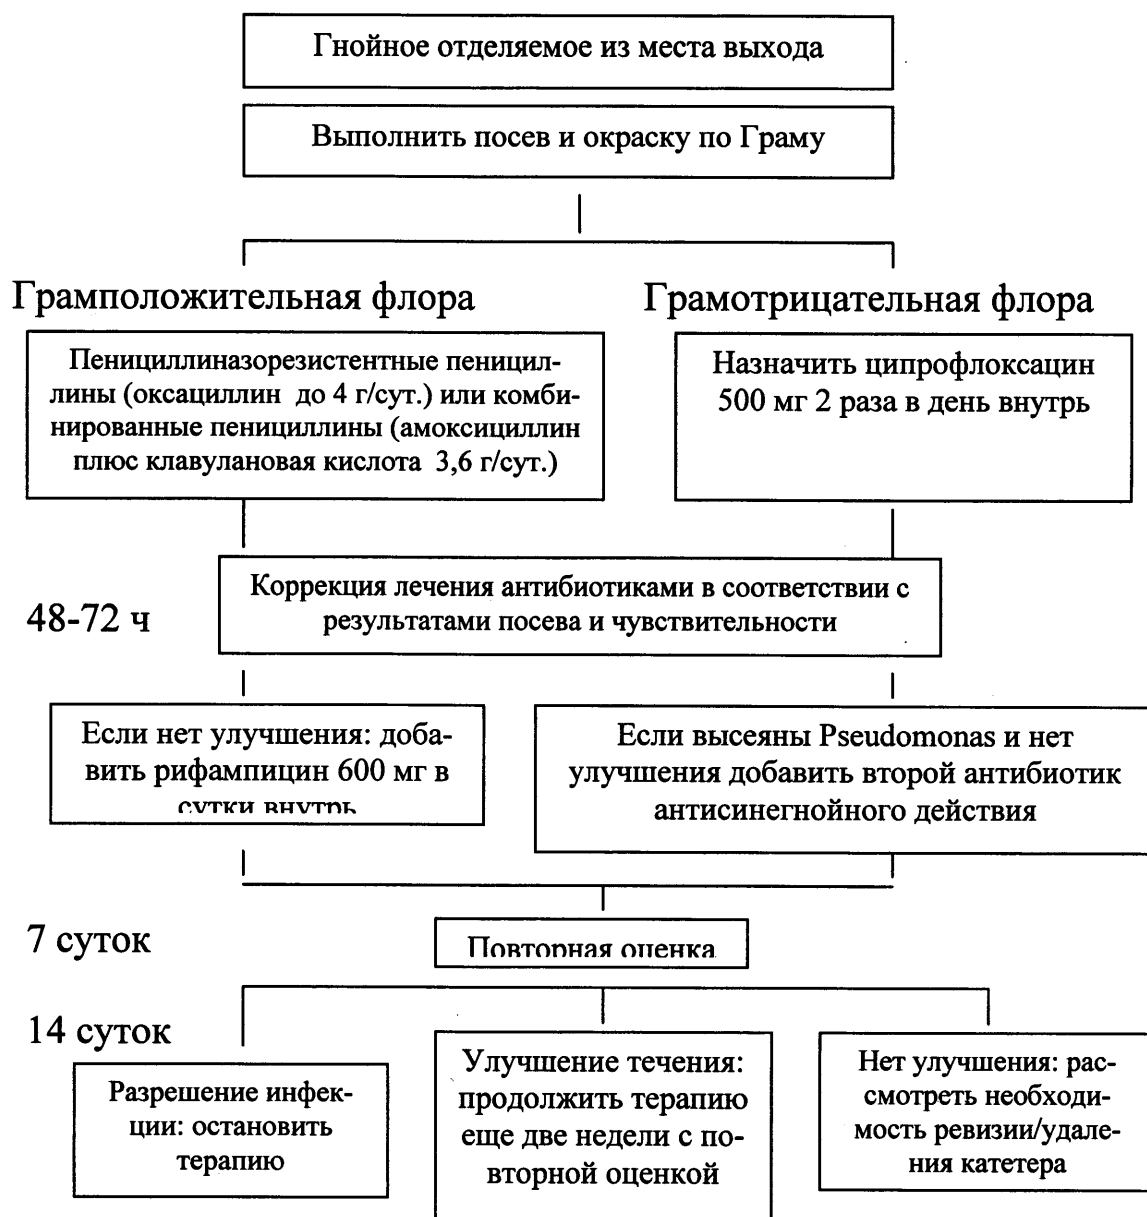 Гнойное отделяемое из места выхода
Выполнить посев и окраску по Граму
Грамположительная флора
Грамотрицательная флора
Пенициллиназорезистентные пеницил-
лины (оксациллин до 4 г/сут.) или комби-
нированные пенициллины (амоксициллин
плюс клавулановая кислота 3,6 г/сут.)
Назначить ципрофлоксацин
500 мг 2 раза в день внутрь
48-72 ч
Коррекция лечения антибиотиками в соответствии с
результатами посева и чувствительности
Если нет улучшения: доба-
вить рифампицин 600 мг в
сутки внутрь
Если высеяны Pseudomonas и нет
улучшения добавить второй антибиотик
антисинегнойного действия
7 суток
Повторная оценка
14 суток
Разрешение инфек-
ции: остановить
терапию
Улучшение течения:
продолжить терапию
еще две недели с по-
вторной оценкой
Нет улучшения: рас-
смотреть необходи-
мость ревизии/удале-
ния катетера